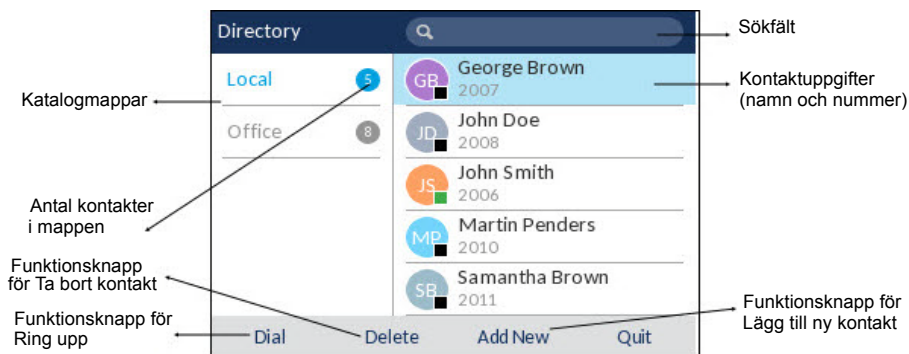 Directory
Sökfält
Local
5
GB
George Brown
2007
Kontaktuppgifter
(namn och nummer)
Katalogmappar
Office
8
JD
John Doe
2008
JS
John Smith
2006
Antal kontakter
i mappen
MP
Martin Penders
2010
Funktionsknapp
för Ta bort kontakt
SB
Samantha Brown
2011
Funktionsknapp för
Ring upp
Funktionsknapp för
Lägg till ny kontakt
Dial
Delete
Add New
Quit